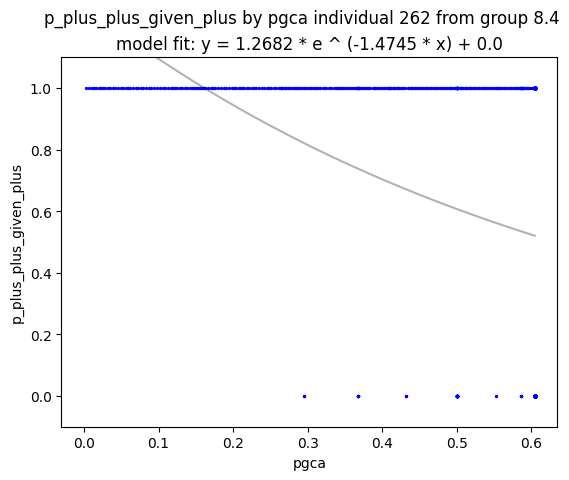 p_plus_plus_given_plus by pgca individual 262 from group 8.4
model fit: y = 1.2682 * e ^ (-1.4745 * x) + 0.0
1.0
0.8
0.6
0.4
0.2
0.0
p_plus_plus_given_plus
0.0 0.1 0.2 0.3 0.4 0.5 0.6
pgca